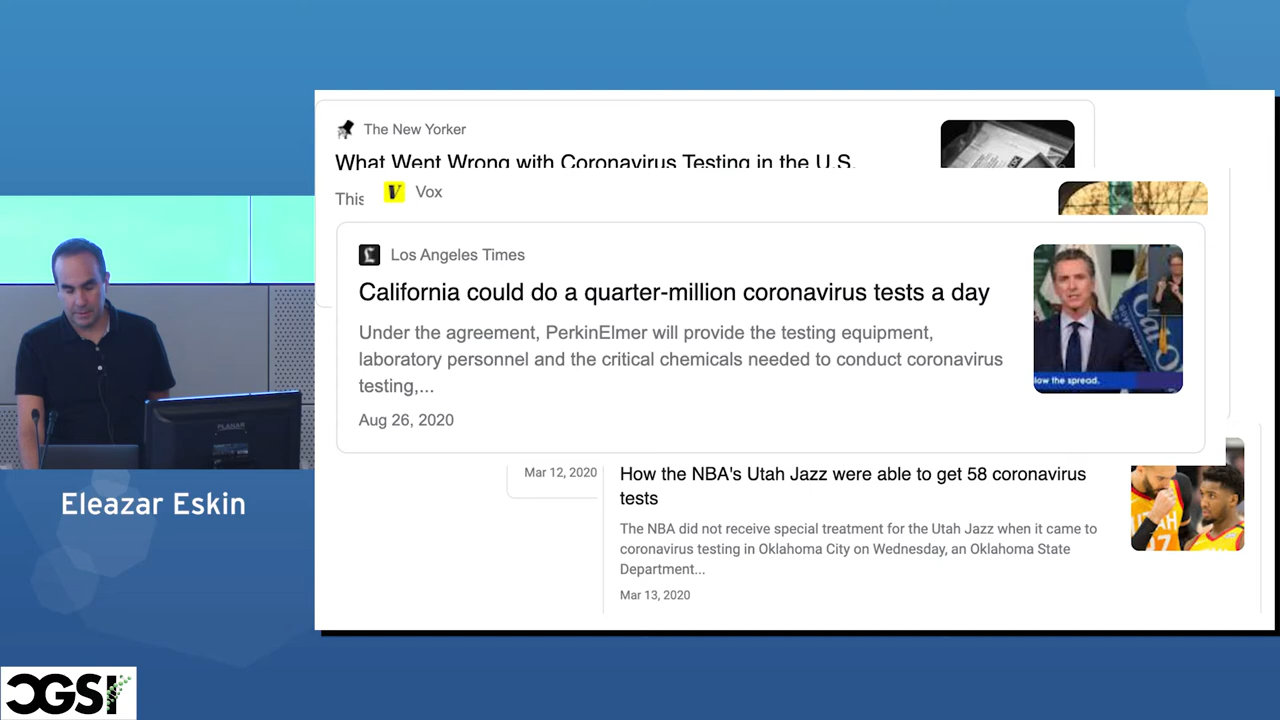 The New Yorker
What Went Wrong with Coronavirus Testing in the U.S.
This
V Vox
L Los Angeles Times
California could do a quarter-million coronavirus tests a day
Under the agreement, PerkinElmer will provide the testing equipment,
laboratory personnel and the critical chemicals needed to conduct coronavirus
testing,...
Aug 26, 2020
low the spread.
Mar 12, 2020
How the NBA's Utah Jazz were able to get 58 coronavirus
tests
The NBA did not receive special treatment for the Utah Jazz when it came to
coronavirus testing in Oklahoma City on Wednesday, an Oklahoma State
Department...
Mar 13, 2020
UTAH
PLANAR
Eleazar Eskin
CGSI